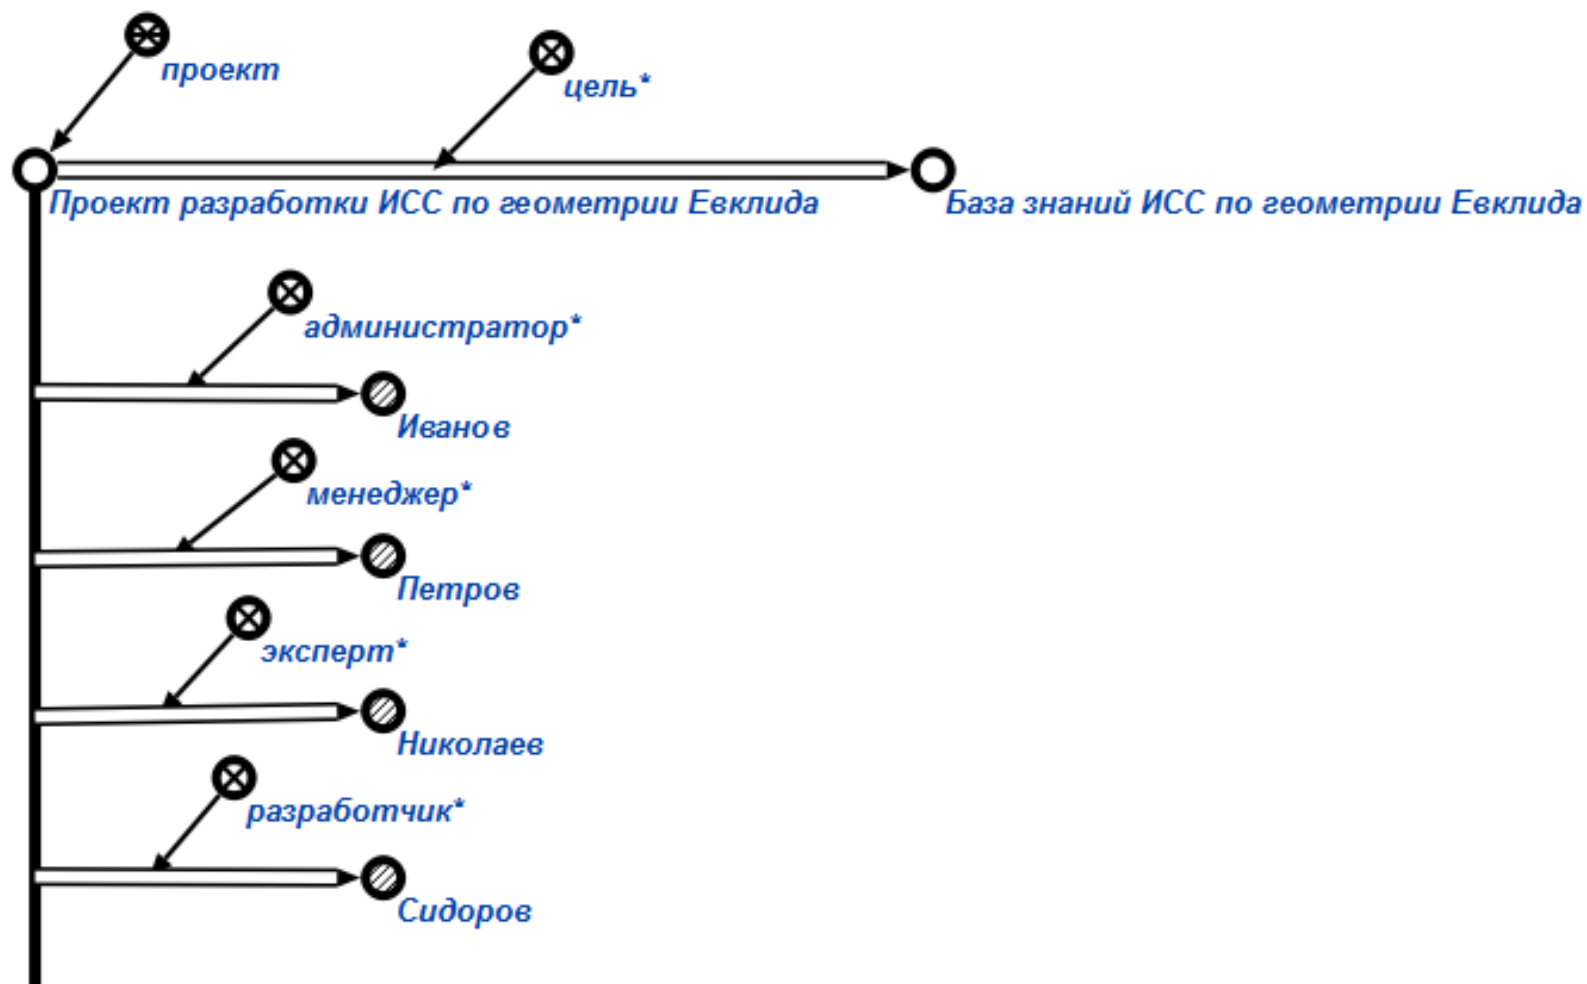 проект
цель*
Проект разработки ИСС по геометрии Евклида
База знаний ИСС по геометрии Евклида
администратор*
Иванов
менеджер*
Петров
эксперт*
Николаев
разработчик*
Сидоров